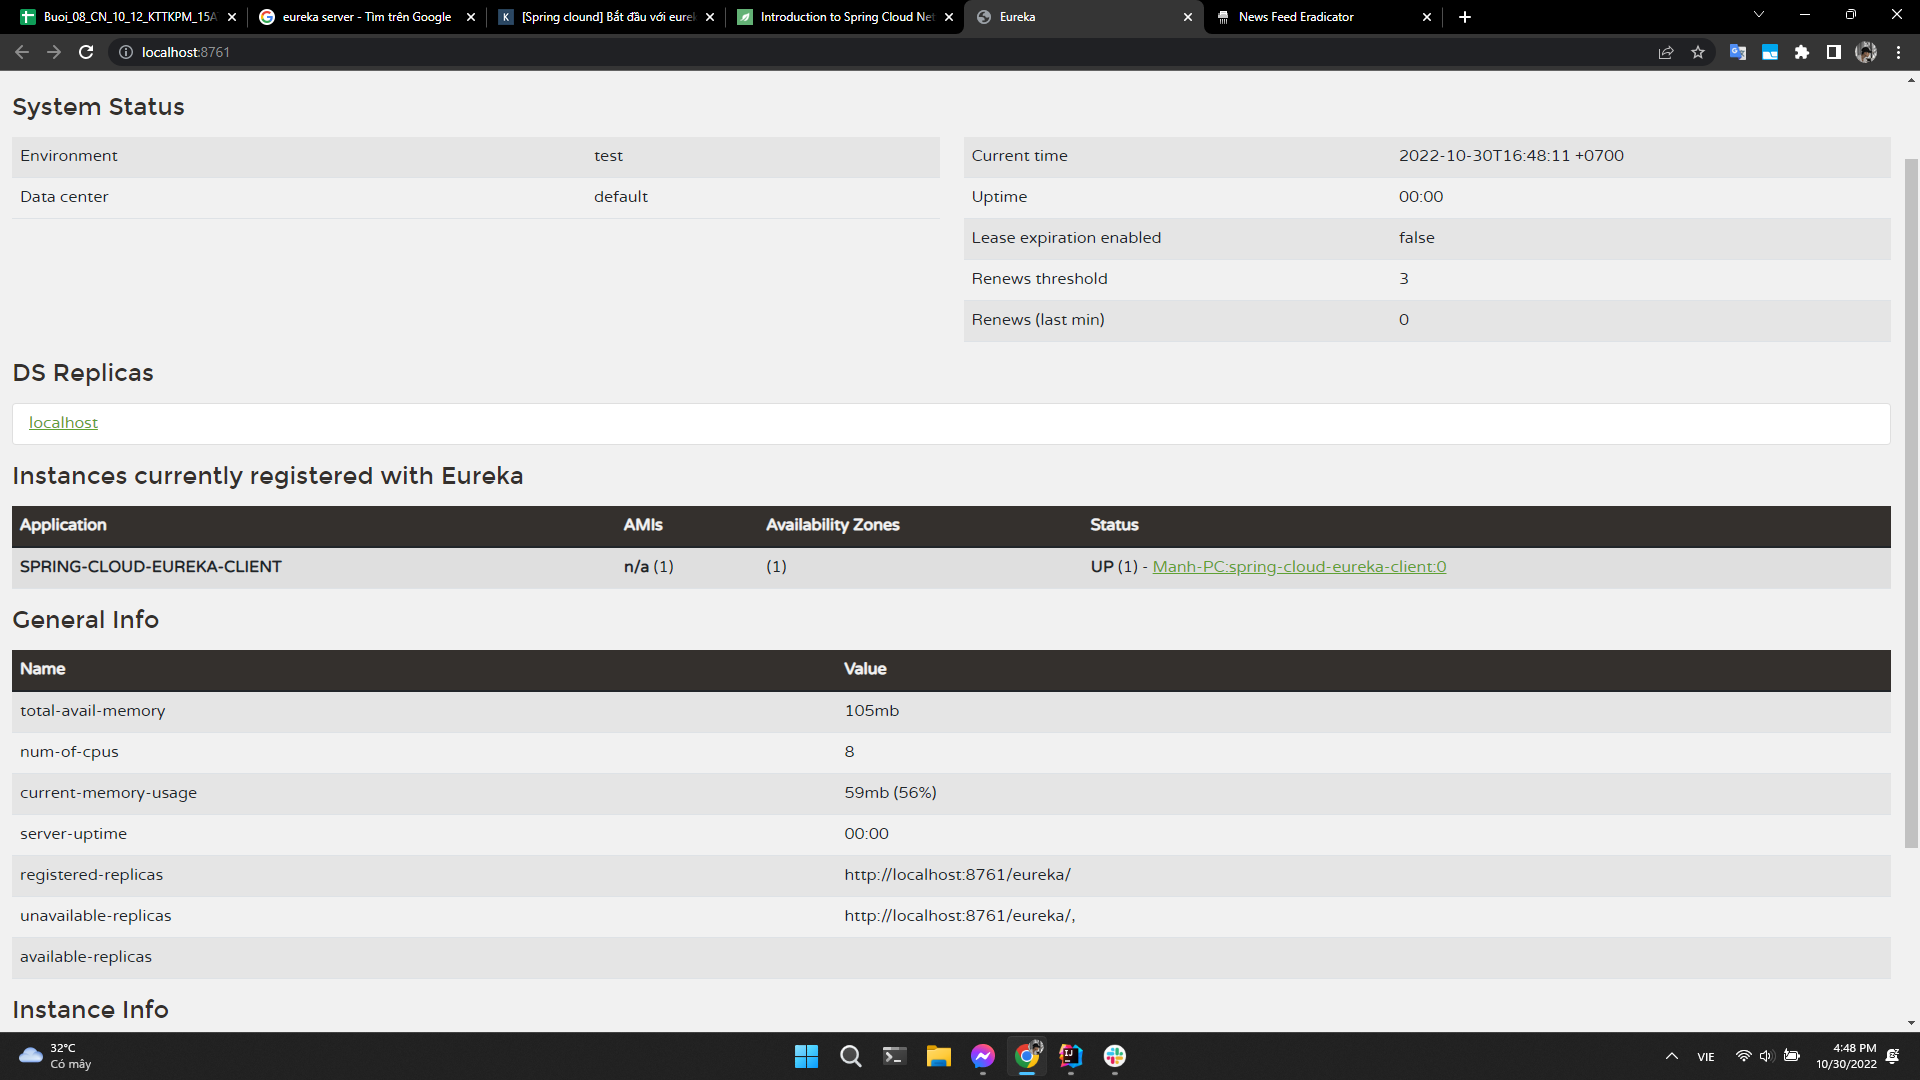 Buoi_08_CN_10_12_KTTKPM_15A
eureka server - Tìm trên Google
[Spring clound] Bắt đầu với eurek
Introduction to Spring Cloud Net
Eureka
News Feed Eradicator
localhost:8761
System Status
Environment test
Data center default
Current time 2022-10-30T16:48:11 +0700
Uptime 00:00
Lease expiration enabled false
Renews threshold 3
Renews (last min) 0
DS Replicas
localhost
Instances currently registered with Eureka
Application AMIs Availability Zones Status
SPRING-CLOUD-EUREKA-CLIENT n/a (1) (1) UP (1) - Manh-PC:spring-cloud-eureka-client:0
General Info
Name Value
total-avail-memory 105mb
num-of-cpus 8
current-memory-usage 59mb (56%)
server-uptime 00:00
registered-replicas http://localhost:8761/eureka/
unavailable-replicas http://localhost:8761/eureka/,
available-replicas
Instance Info
32°C
Có mây
VIE
4:48 PM
10/30/2022